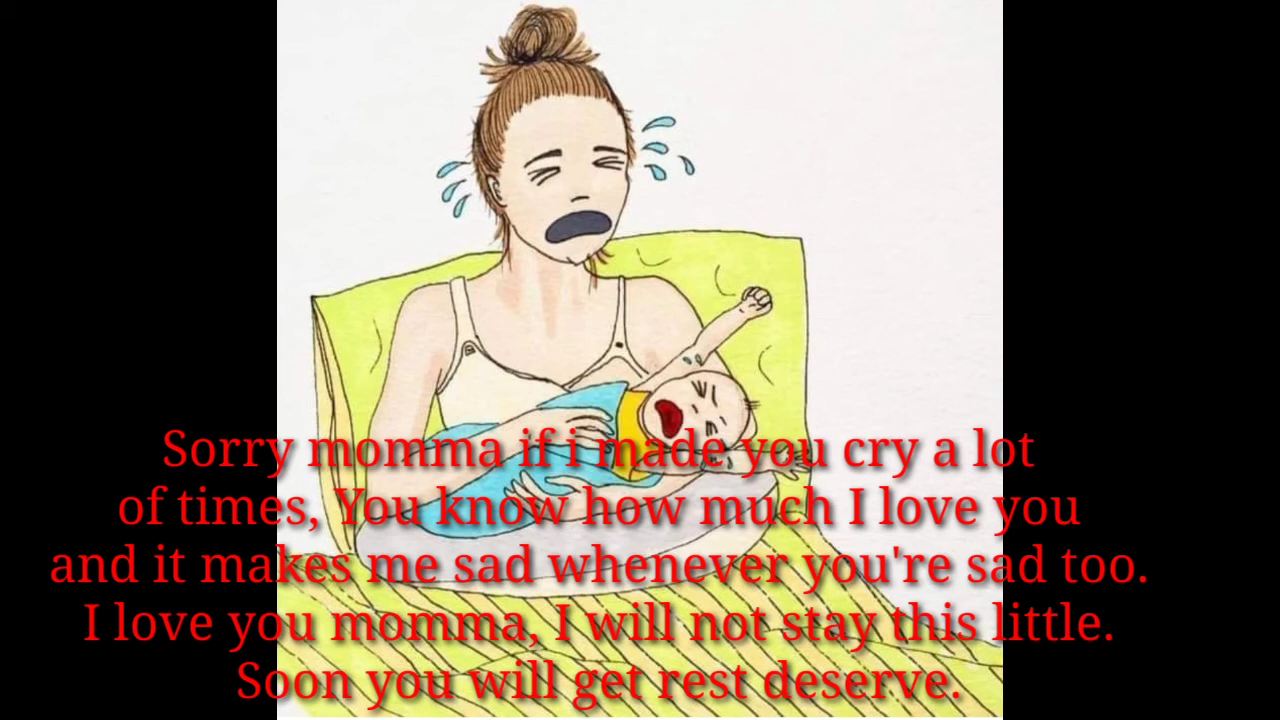 Sorry momma if i made you cry a lot
of times, You know how much I love you
and it makes me sad whenever you're sad too.
I love you momma, I will not stay this little.
Soon you will get rest deserve.